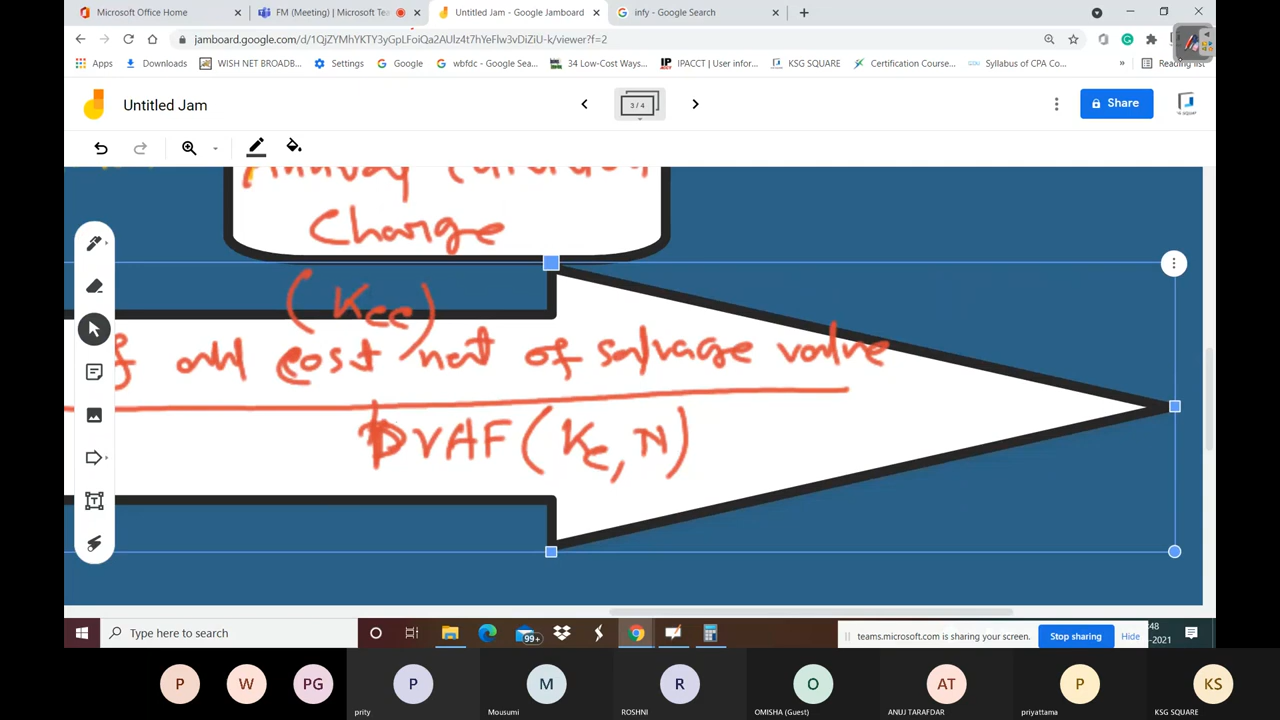 Microsoft Office Home
FM (Meeting) | Microsoft Tea
Untitled Jam - Google Jamboard
infy - Google Search
jamboard.google.com/d/1QjZYMhYKTY3yGpLFoiQa2AUlz4t7hYeFlw3vDiZiU-k/viewer?f=2
Apps
Downloads
WISH NET BROADB...
Settings
Google
wbfdc - Google Sea...
34 Low-Cost Ways...
IPACCT | User infor...
KSG SQUARE
Certification Course...
Syllabus of CPA Co...
»
Reading list
Untitled Jam
3 / 4
Share
Charge
(Kcc)
cost net of salvage value
PVAF (Kc, N)
Type here to search
99+
teams.microsoft.com is sharing your screen.
Stop sharing
Hide
48
-2021
P
W
PG
P
M
R
O
AT
P
KS
prity
Mousumi
ROSHNI
OMISHA (Guest)
ANUJ TARAFDAR
priyattama
KSG SQUARE